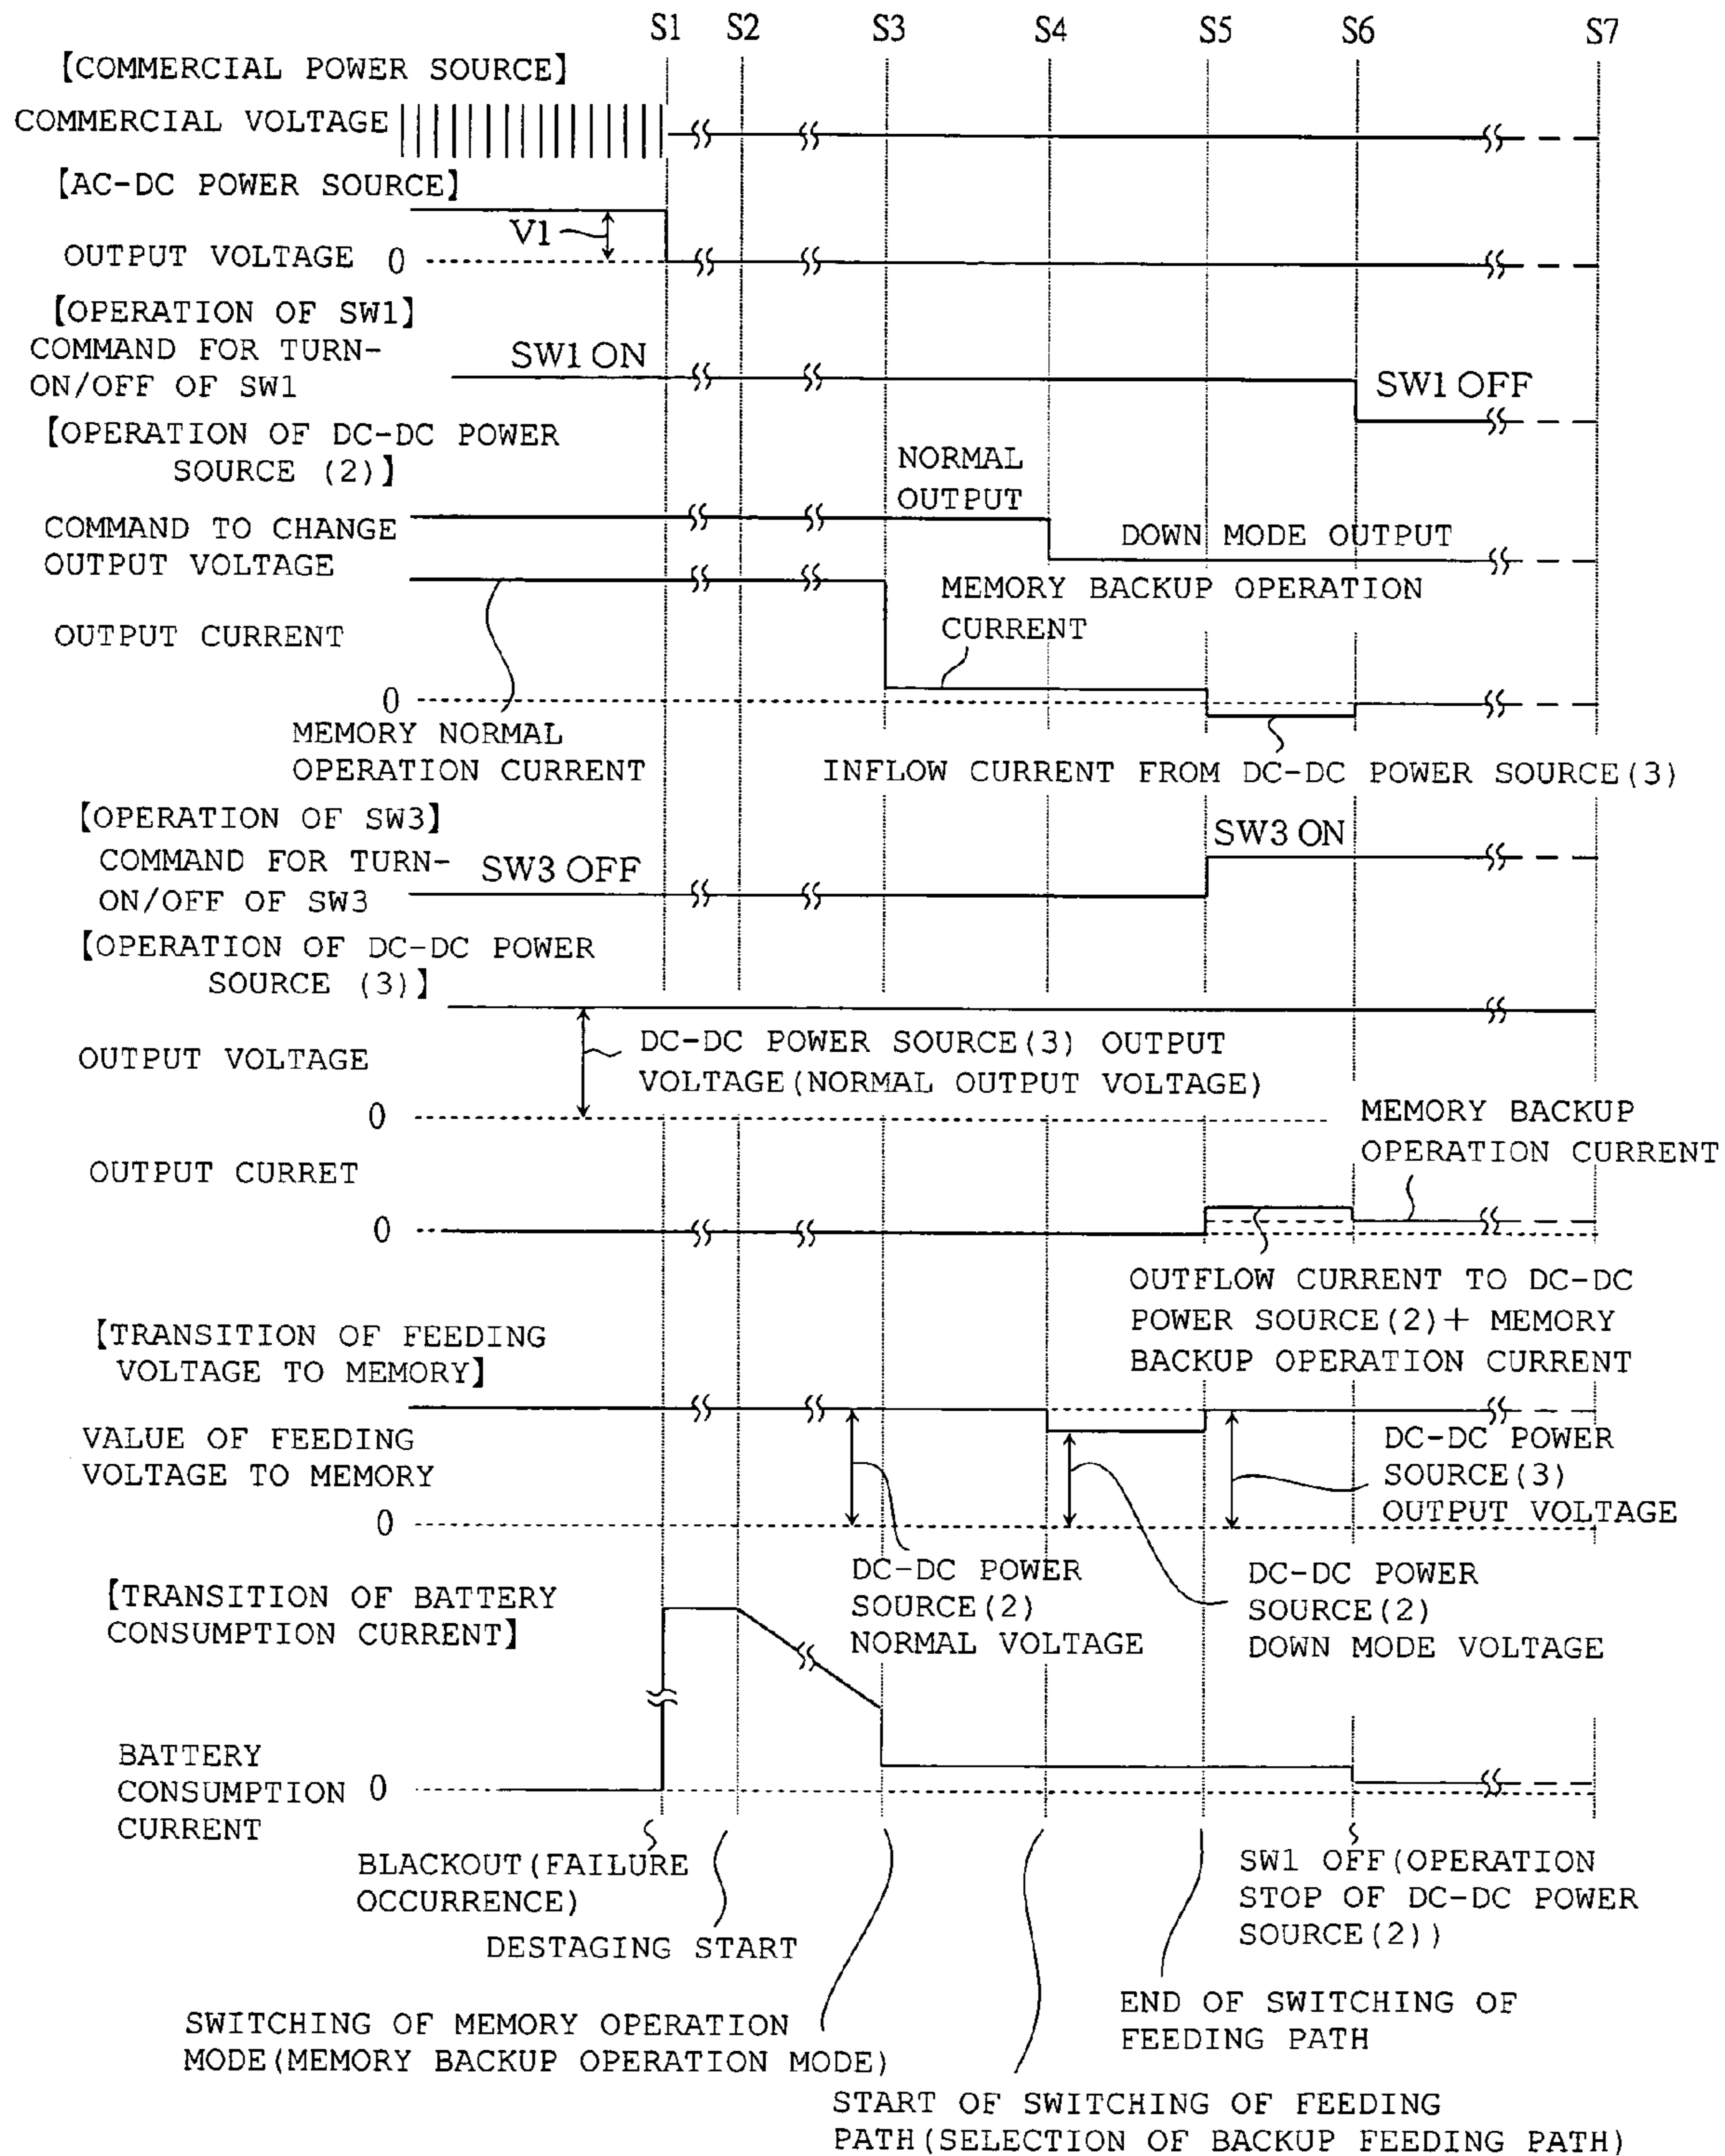 S1 S2 S3 S4 S5 S6 S7
【COMMERCIAL POWER SOURCE】
COMMERCIAL VOLTAGE
【AC-DC POWER SOURCE】
V1
OUTPUT VOLTAGE 0
【OPERATION OF SW1】
COMMAND FOR TURN-
ON/OFF OF SW1
SW1 ON
SW1 OFF
【OPERATION OF DC-DC POWER
SOURCE (2)】
NORMAL
OUTPUT
COMMAND TO CHANGE
OUTPUT VOLTAGE
DOWN MODE OUTPUT
MEMORY BACKUP OPERATION
CURRENT
OUTPUT CURRENT
0
MEMORY NORMAL
OPERATION CURRENT
INFLOW CURRENT FROM DC-DC POWER SOURCE(3)
【OPERATION OF SW3】
COMMAND FOR TURN-
ON/OFF OF SW3
SW3 OFF
SW3 ON
【OPERATION OF DC-DC POWER
SOURCE (3)】
OUTPUT VOLTAGE
DC-DC POWER SOURCE(3) OUTPUT
VOLTAGE(NORMAL OUTPUT VOLTAGE)
0
MEMORY BACKUP
OPERATION CURRENT
OUTPUT CURRET
0
OUTFLOW CURRENT TO DC-DC
POWER SOURCE(2)+ MEMORY
BACKUP OPERATION CURRENT
【TRANSITION OF FEEDING
VOLTAGE TO MEMORY】
VALUE OF FEEDING
VOLTAGE TO MEMORY
0
DC-DC POWER
SOURCE(3)
OUTPUT VOLTAGE
DC-DC POWER
SOURCE(2)
NORMAL VOLTAGE
DC-DC POWER
SOURCE(2)
DOWN MODE VOLTAGE
【TRANSITION OF BATTERY
CONSUMPTION CURRENT】
BATTERY
CONSUMPTION 0
CURRENT
BLACKOUT(FAILURE
OCCURRENCE)
DESTAGING START
SW1 OFF(OPERATION
STOP OF DC-DC POWER
SOURCE(2))
SWITCHING OF MEMORY OPERATION
MODE(MEMORY BACKUP OPERATION MODE)
END OF SWITCHING OF
FEEDING PATH
START OF SWITCHING OF FEEDING
PATH(SELECTION OF BACKUP FEEDING PATH)